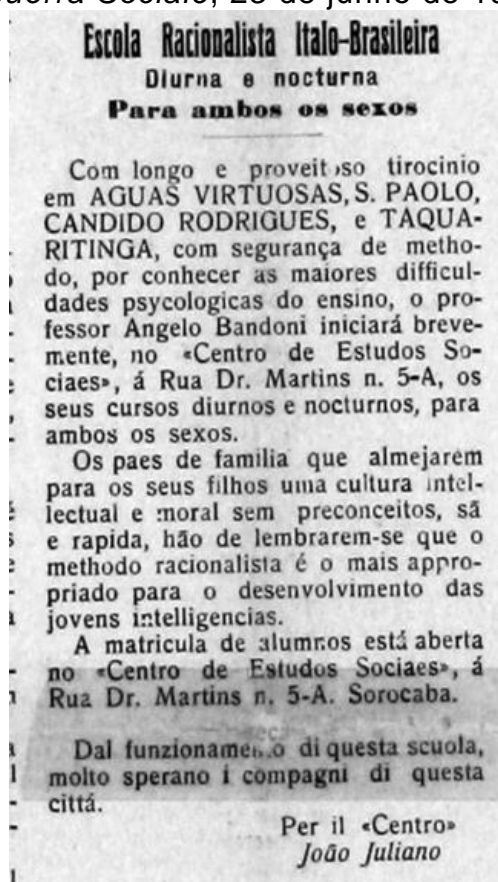 Sociale, 28 de junho de
Escola Racionalista Italo-Brasileira
Diurna e nocturna
Para ambos os sexos
Com longo e proveitoso tirocinio
em AGUAS VIRTUOSAS, S. PAOLO,
CANDIDO RODRIGUES, e TAQUA-
RITINGA, com segurança de metho-
do, por conhecer as maiores difficul-
dades psycologicas do ensino, o pro-
fessor Angelo Bandoni iniciará breve-
mente, no «Centro de Estudos So-
ciaes», á Rua Dr. Martins n. 5-A, os
seus cursos diurnos e nocturnos, para
ambos os sexos.
Os paes de familia que almejarem
para os seus filhos uma cultura intel-
lectual e moral sem preconceitos, sã
e rapida, hão de lembrarem-se que o
methodo racionalista é o mais appro-
priado para o desenvolvimento das
jovens intelligencias.
A matricula de alumnos está aberta
no «Centro de Estudos Sociaes», á
Rua Dr. Martins n. 5-A. Sorocaba.
Dal funzionamento di questa scuola,
molto sperano i compagni di questa
cittá.
Per il «Centro»
João Juliano